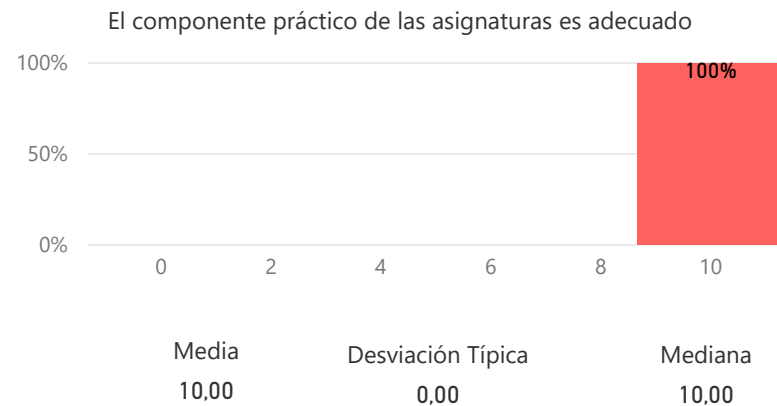 El componente práctico de las asignaturas es adecuado
100%
100%
50%
0%
0 2 4 6 8 10
Media Desviación Típica Mediana
10,00 0,00 10,00